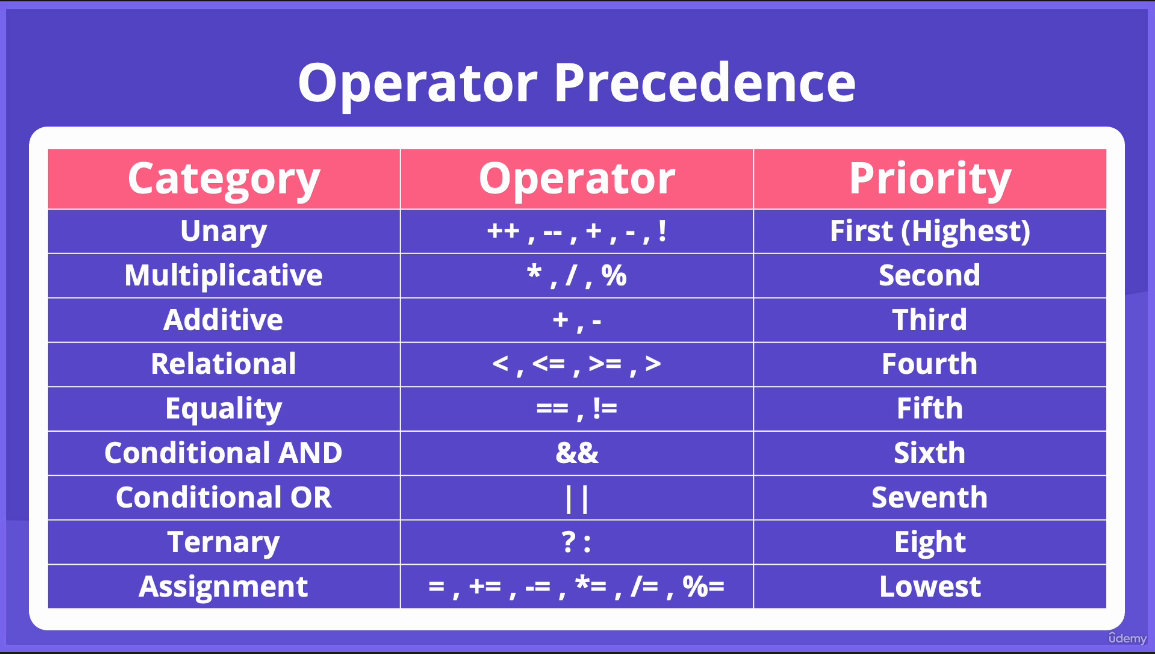 Operator Precedence
Category Operator Priority
Unary ++ , -- , + , - , ! First (Highest)
Multiplicative * , / , % Second
Additive + , - Third
Relational < , <= , >= , > Fourth
Equality == , != Fifth
Conditional AND && Sixth
Conditional OR || Seventh
Ternary ? : Eight
Assignment = , += , -= , *= , /= , %= Lowest
ûdemy